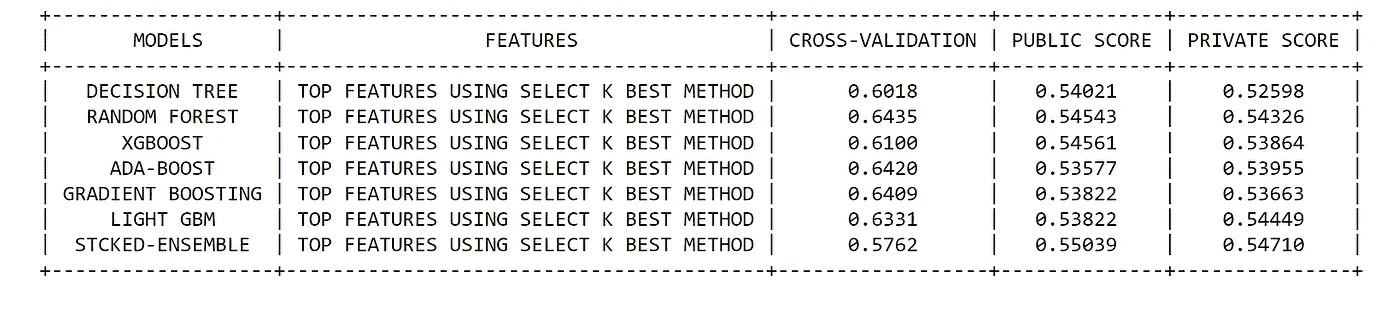 +-------------------+-----------------------------------------+------------------+--------------+---------------+
| MODELS | FEATURES | CROSS-VALIDATION | PUBLIC SCORE | PRIVATE SCORE |
+-------------------+-----------------------------------------+------------------+--------------+---------------+
| DECISION TREE | TOP FEATURES USING SELECT K BEST METHOD | 0.6018 | 0.54021 | 0.52598 |
| RANDOM FOREST | TOP FEATURES USING SELECT K BEST METHOD | 0.6435 | 0.54543 | 0.54326 |
| XGBOOST | TOP FEATURES USING SELECT K BEST METHOD | 0.6100 | 0.54561 | 0.53864 |
| ADA-BOOST | TOP FEATURES USING SELECT K BEST METHOD | 0.6420 | 0.53577 | 0.53955 |
| GRADIENT BOOSTING | TOP FEATURES USING SELECT K BEST METHOD | 0.6409 | 0.53822 | 0.53663 |
| LIGHT GBM | TOP FEATURES USING SELECT K BEST METHOD | 0.6331 | 0.53822 | 0.54449 |
| STCKED-ENSEMBLE | TOP FEATURES USING SELECT K BEST METHOD | 0.5762 | 0.55039 | 0.54710 |
+-------------------+-----------------------------------------+------------------+--------------+---------------+